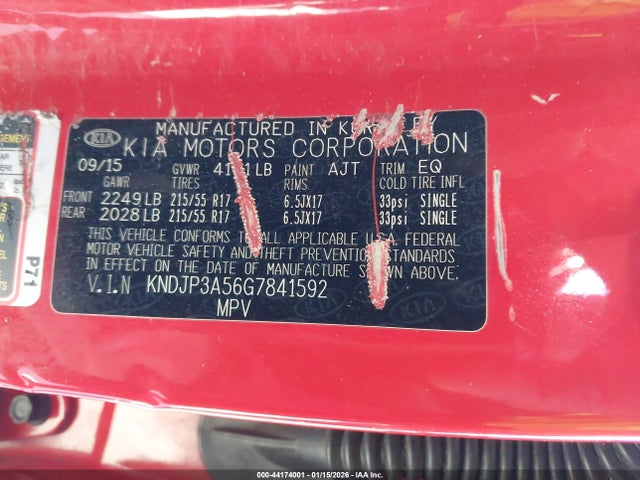 MANUFACTURED IN BY
KIA KIA MOTORS CORPORATION
09/15 GVWR LB PAINT AJT TRIM EQ
GAWR TIRES RIMS COLD TIRE INFL
FRONT 2249LB 215/55 R17 6.5JX17 33psi SINGLE
REAR 2028LB 215/55 R17 6.5JX17 33psi SINGLE
THIS VEHICLE CONFORMS TO ALL APPLICABLE U.S.A. FEDERAL
MOTOR VEHICLE SAFETY AND THEFT PREVENTION STANDARDS
IN EFFECT ON THE DATE OF MANUFACTURE SHOWN ABOVE.
V.I.N KNDJP3A56G7841592
MPV
P71
000-44174001 - 01/15/2026 - IAA Inc.